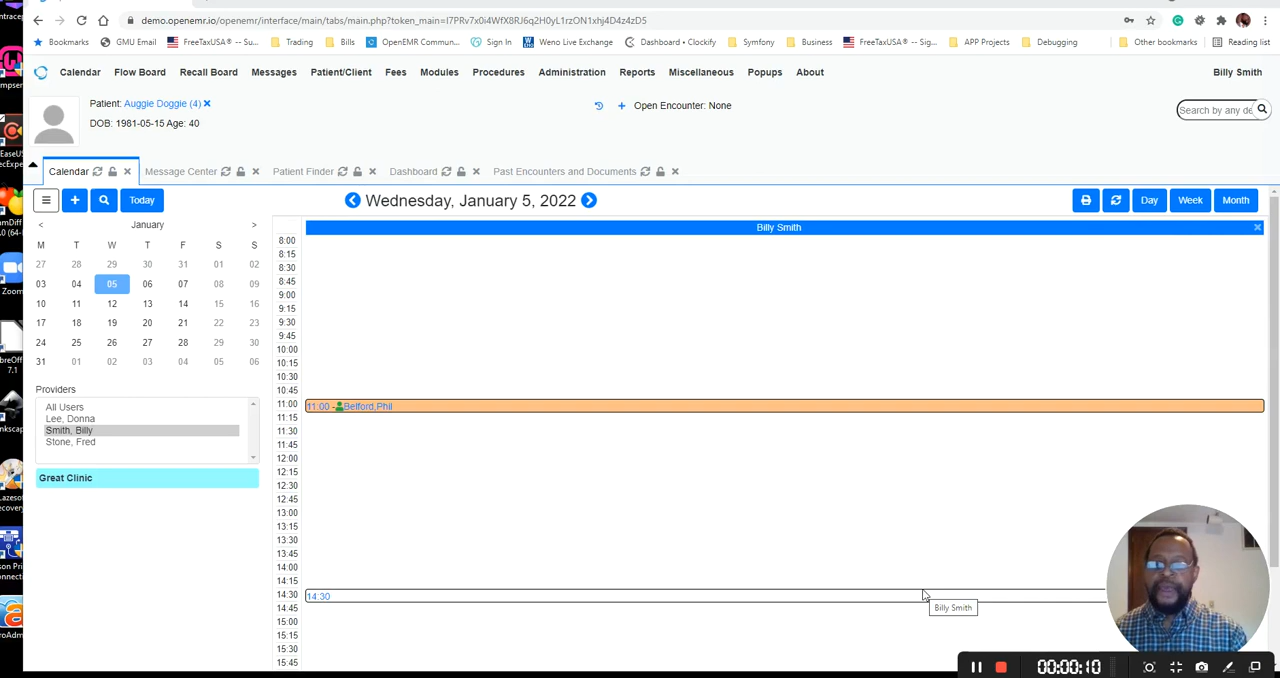 demo.openemr.io/openemr/interface/main/tabs/main.php?token_main=I7PRv7x0i4WfX8RJ6q2H0yL1rzON1xhj4D4z4zD5
Bookmarks GMU Email FreeTaxUSA® -- Su... Trading Bills OpenEMR Commun... Sign In Weno Live Exchange Dashboard • Clockify Symfony Business FreeTaxUSA® -- Sig... APP Projects Debugging Other bookmarks Reading list
Calendar Flow Board Recall Board Messages Patient/Client Fees Modules Procedures Administration Reports Miscellaneous Popups About Billy Smith
Patient: Auggie Doggie (4)
DOB: 1981-05-15 Age: 40
Open Encounter: None
Search by any de
Calendar Message Center Patient Finder Dashboard Past Encounters and Documents
Today
Wednesday, January 5, 2022
Day Week Month
< January >
M T W T F S S
27 28 29 30 31 01 02
03 04 05 06 07 08 09
10 11 12 13 14 15 16
17 18 19 20 21 22 23
24 25 26 27 28 29 30
31 01 02 03 04 05 06
Providers
All Users
Lee, Donna
Smith, Billy
Stone, Fred
Great Clinic
Billy Smith
8:00
8:15
8:30
8:45
9:00
9:15
9:30
9:45
10:00
10:15
10:30
10:45
11:00 11:00 - Belford,Phil
11:15
11:30
11:45
12:00
12:15
12:30
12:45
13:00
13:15
13:30
13:45
14:00
14:15
14:30 14:30
14:45
Billy Smith
15:00
15:15
15:30
15:45
Zoom
7.1
00:00:10